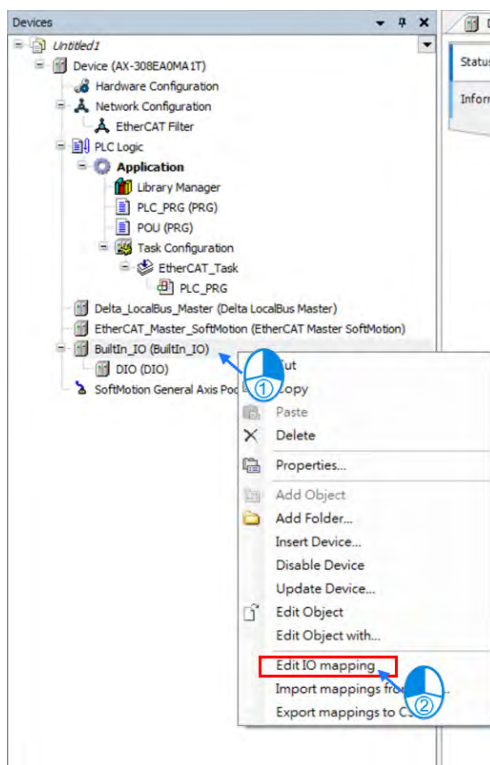 Devices
Untitled1
Device (AX-308EA0MA1T)
Hardware Configuration
Network Configuration
EtherCAT Filter
PLC Logic
Application
Library Manager
PLC_PRG (PRG)
POU (PRG)
Task Configuration
EtherCAT_Task
PLC_PRG
Delta_LocalBus_Master (Delta LocalBus Master)
EtherCAT_Master_SoftMotion (EtherCAT Master SoftMotion)
BuiltIn_IO (BuiltIn_IO)
DIO (DIO)
SoftMotion General Axis Poo
Status
Inform
①
ut
opy
Paste
Delete
Properties...
Add Object
Add Folder...
Insert Device...
Disable Device
Update Device...
Edit Object
Edit Object with...
Edit IO mapping
Import mappings fro
②
Export mappings to C